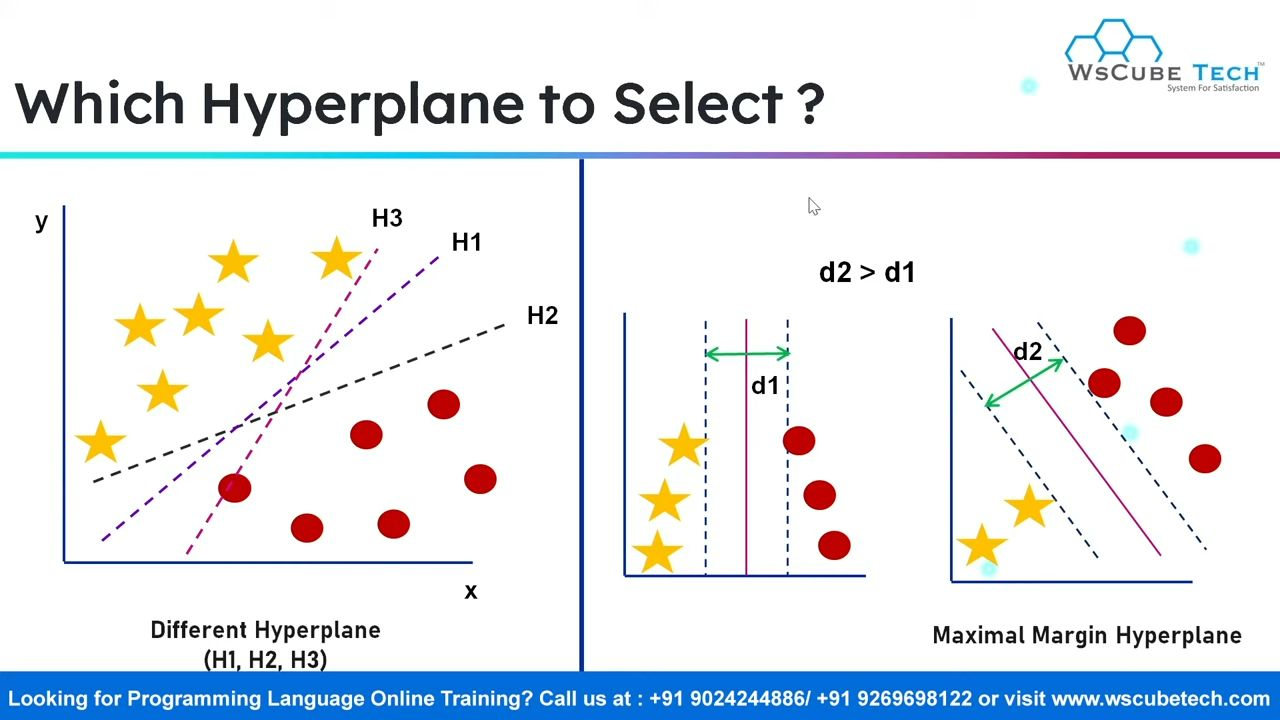 WsCube Tech™
System For Satisfaction
Which Hyperplane to Select ?
y
H3
H1
H2
x
Different Hyperplane
(H1, H2, H3)
d2 > d1
d1
d2
Maximal Margin Hyperplane
Looking for Programming Language Online Training? Call us at : +91 9024244886/ +91 9269698122 or visit www.wscubetech.com